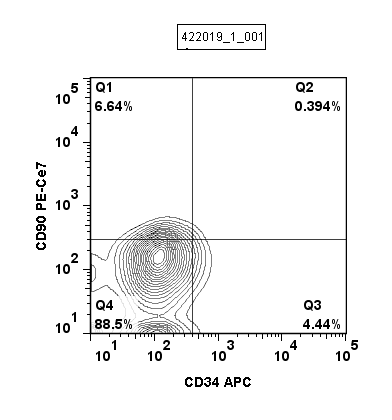 422019_1_001
Q1
6.64%
Q2
0.394%
10^5
10^4
10^3
10^2
10^1
CD90 PE-Ce7
Q4
88.5%
Q3
4.44%
10^1 10^2 10^3 10^4 10^5
CD34 APC